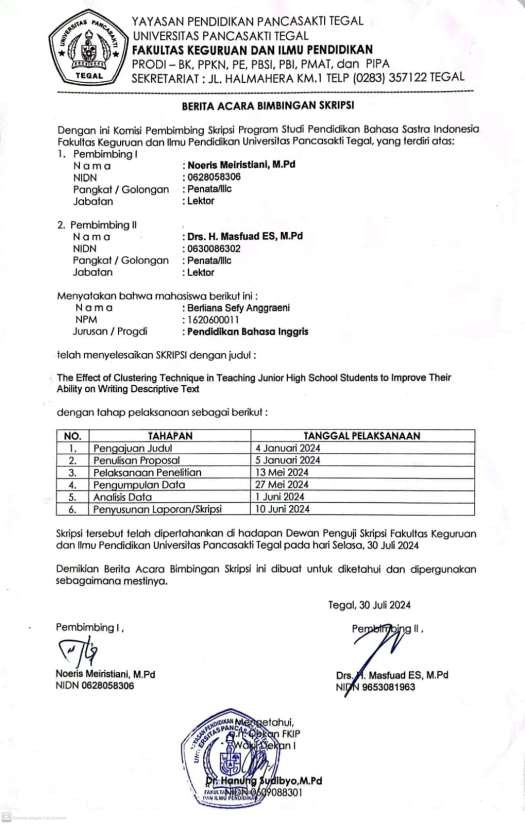 YAYASAN PENDIDIKAN PANCASAKTI TEGAL
UNIVERSITAS PANCASAKTI TEGAL
FAKULTAS KEGURUAN DAN ILMU PENDIDIKAN
PRODI – BK, PPKN, PE, PBSI, PBI, PMAT, dan PIPA
SEKRETARIAT : JL. HALMAHERA KM.1 TELP (0283) 357122 TEGAL
UNIVERSITAS PANCASAKTI
TEGAL
BERITA ACARA BIMBINGAN SKRIPSI
Dengan ini Komisi Pembimbing Skripsi Program Studi Pendidikan Bahasa Sastra Indonesia
Fakultas Keguruan dan Ilmu Pendidikan Universitas Pancasakti Tegal, yang terdiri atas:
1. Pembimbing I
N a m a : Noeris Meiristiani, M.Pd
NIDN : 0628058306
Pangkat / Golongan : Penata/IIIc
Jabatan : Lektor
2. Pembimbing II
N a m a : Drs. H. Masfuad ES, M.Pd
NIDN : 0630086302
Pangkat / Golongan : Penata/IIIc
Jabatan : Lektor
Menyatakan bahwa mahasiswa berikut ini :
N a m a : Berliana Sefy Anggraeni
NPM : 1620600011
Jurusan / Progdi : Pendidikan Bahasa Inggris
telah menyelesaikan SKRIPSI dengan judul :
The Effect of Clustering Technique in Teaching Junior High School Students to Improve Their
Ability on Writing Descriptive Text
dengan tahap pelaksanaan sebagai berikut :
NO. TAHAPAN TANGGAL PELAKSANAAN
1. Pengajuan Judul 4 Januari 2024
2. Penulisan Proposal 5 Januari 2024
3. Pelaksanaan Penelitian 13 Mei 2024
4. Pengumpulan Data 27 Mei 2024
5. Analisis Data 1 Juni 2024
6. Penyusunan Laporan/Skripsi 10 Juni 2024
Skripsi tersebut telah dipertahankan di hadapan Dewan Penguji Skripsi Fakultas Keguruan
dan Ilmu Pendidikan Universitas Pancasakti Tegal pada hari Selasa, 30 Juli 2024
Demikian Berita Acara Bimbingan Skripsi ini dibuat untuk diketahui dan dipergunakan
sebagaimana mestinya.
Tegal, 30 Juli 2024
Pembimbing I , Pembimbing II ,
Noeris Meiristiani, M.Pd Drs. H. Masfuad ES, M.Pd
NIDN 0628058306 NIDN 9653081963
Mengetahui,
a.n Dekan FKIP
Wakil Dekan I
Dr. Hanung Sudibyo,M.Pd
NIDN 0609088301